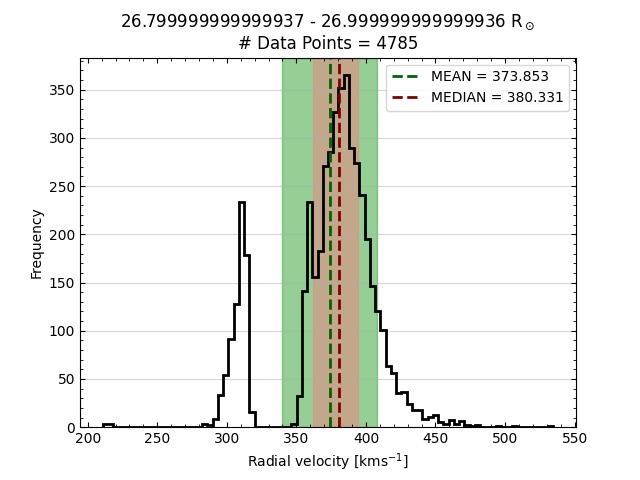 26.799999999999937 - 26.999999999999936 R⊙
# Data Points = 4785
MEAN = 373.853
MEDIAN = 380.331
350
300
250
200
150
100
50
0
Frequency
200 250 300 350 400 450 500 550
Radial velocity [kms⁻¹]